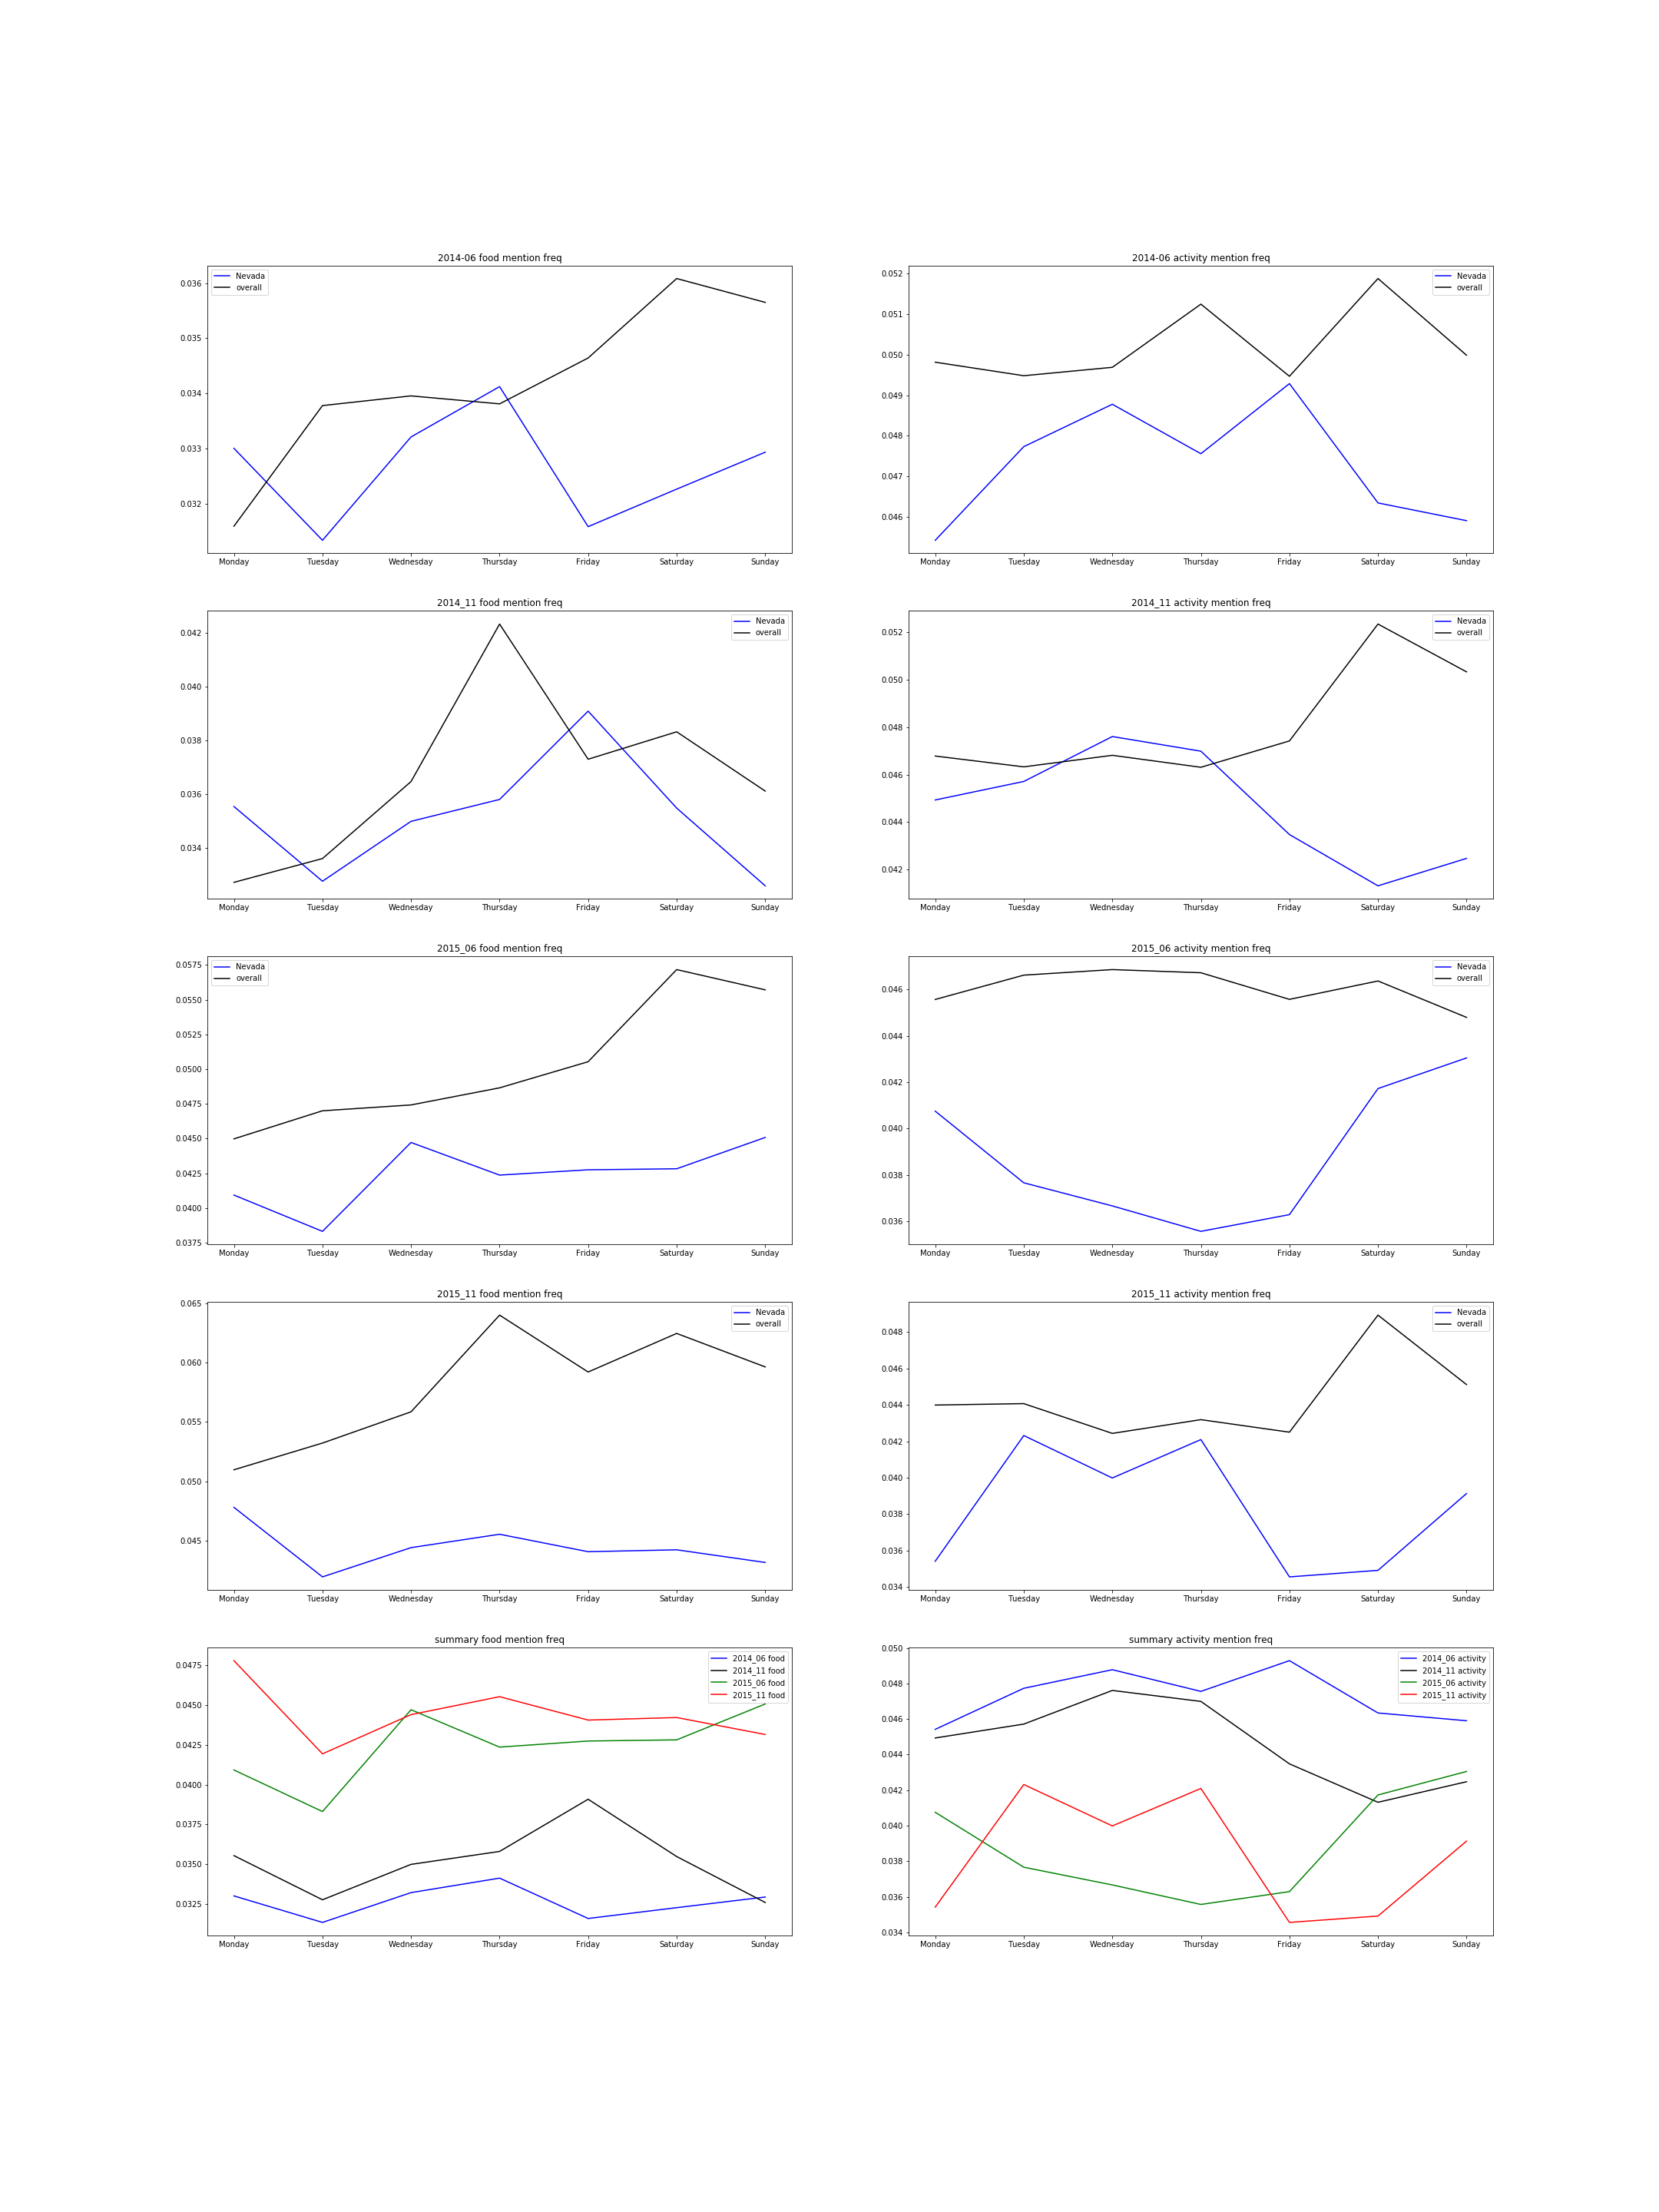 2014-06 food mention freq
Nevada
overall
0.036
0.035
0.034
0.033
0.032
Monday Tuesday Wednesday Thursday Friday Saturday Sunday
2014-06 activity mention freq
Nevada
overall
0.052
0.051
0.050
0.049
0.048
0.047
0.046
Monday Tuesday Wednesday Thursday Friday Saturday Sunday
2014_11 food mention freq
Nevada
overall
0.042
0.040
0.038
0.036
0.034
Monday Tuesday Wednesday Thursday Friday Saturday Sunday
2014_11 activity mention freq
Nevada
overall
0.052
0.050
0.048
0.046
0.044
0.042
Monday Tuesday Wednesday Thursday Friday Saturday Sunday
2015_06 food mention freq
Nevada
overall
0.0575
0.0550
0.0525
0.0500
0.0475
0.0450
0.0425
0.0400
0.0375
Monday Tuesday Wednesday Thursday Friday Saturday Sunday
2015_06 activity mention freq
Nevada
overall
0.046
0.044
0.042
0.040
0.038
0.036
Monday Tuesday Wednesday Thursday Friday Saturday Sunday
2015_11 food mention freq
Nevada
overall
0.065
0.060
0.055
0.050
0.045
Monday Tuesday Wednesday Thursday Friday Saturday Sunday
2015_11 activity mention freq
Nevada
overall
0.048
0.046
0.044
0.042
0.040
0.038
0.036
0.034
Monday Tuesday Wednesday Thursday Friday Saturday Sunday
summary food mention freq
2014_06 food
2014_11 food
2015_06 food
2015_11 food
0.0475
0.0450
0.0425
0.0400
0.0375
0.0350
0.0325
Monday Tuesday Wednesday Thursday Friday Saturday Sunday
summary activity mention freq
2014_06 activity
2014_11 activity
2015_06 activity
2015_11 activity
0.050
0.048
0.046
0.044
0.042
0.040
0.038
0.036
0.034
Monday Tuesday Wednesday Thursday Friday Saturday Sunday